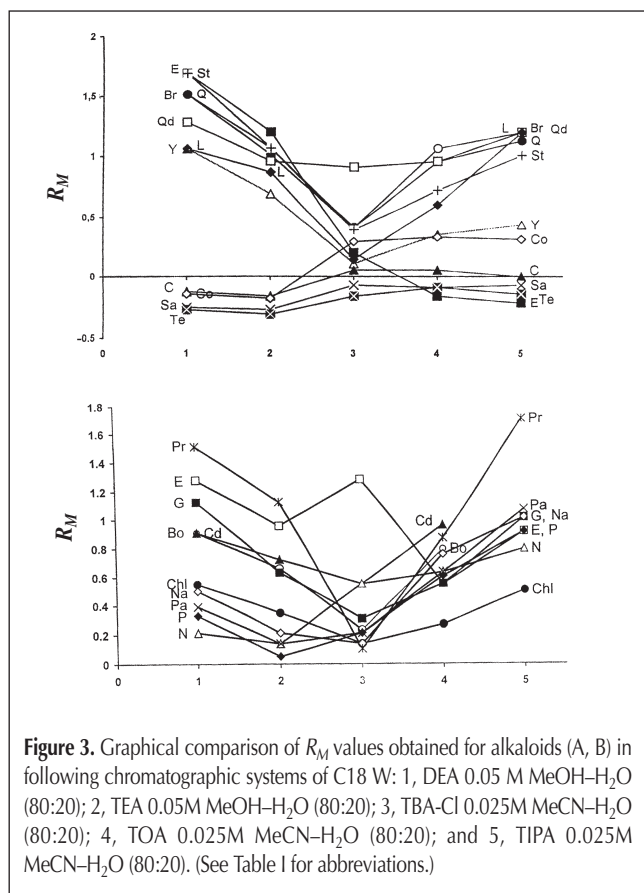 2
1,5
1
0,5
0
-0.5
R_M
E St
Br Q
Qd
Y L
L
C Co
Sa
Te
L Br Qd
Q
St
Y
Co
C
Sa
E Te
0 1 2 3 4 5
1.8
1.6
1.4
1.2
1
0.8
0.6
0.4
0.2
0
R_M
Pr
E
G
Bo Cd
Chl
Na
Pa
P
N
Cd
Bo
Pr
Pa
G, Na
E, P
N
Chl
0 1 2 3 4 5
Figure 3. Graphical comparison of R_M values obtained for alkaloids (A, B) in
following chromatographic systems of C18 W: 1, DEA 0.05 M MeOH–H₂O
(80:20); 2, TEA 0.05M MeOH–H₂O (80:20); 3, TBA-Cl 0.025M MeCN–H₂O
(80:20); 4, TOA 0.025M MeCN–H₂O (80:20); and 5, TIPA 0.025M
MeCN–H₂O (80:20). (See Table I for abbreviations.)